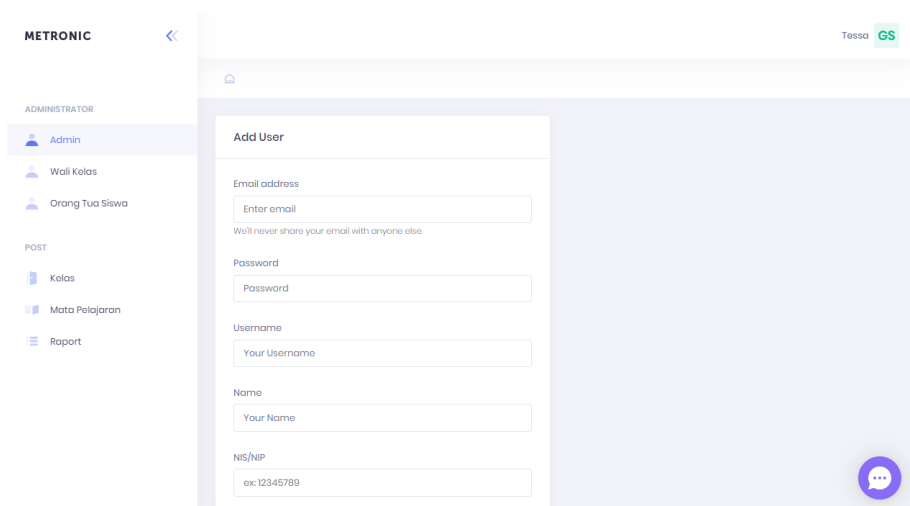 METRONIC
Tessa GS
ADMINISTRATOR
Admin
Wali Kelas
Orang Tua Siswa
POST
Kelas
Mata Pelajaran
Raport
Add User
Email address
Enter email
We'll never share your email with anyone else.
Password
Password
Username
Your Username
Name
Your Name
NIS/NIP
ex: 12345789